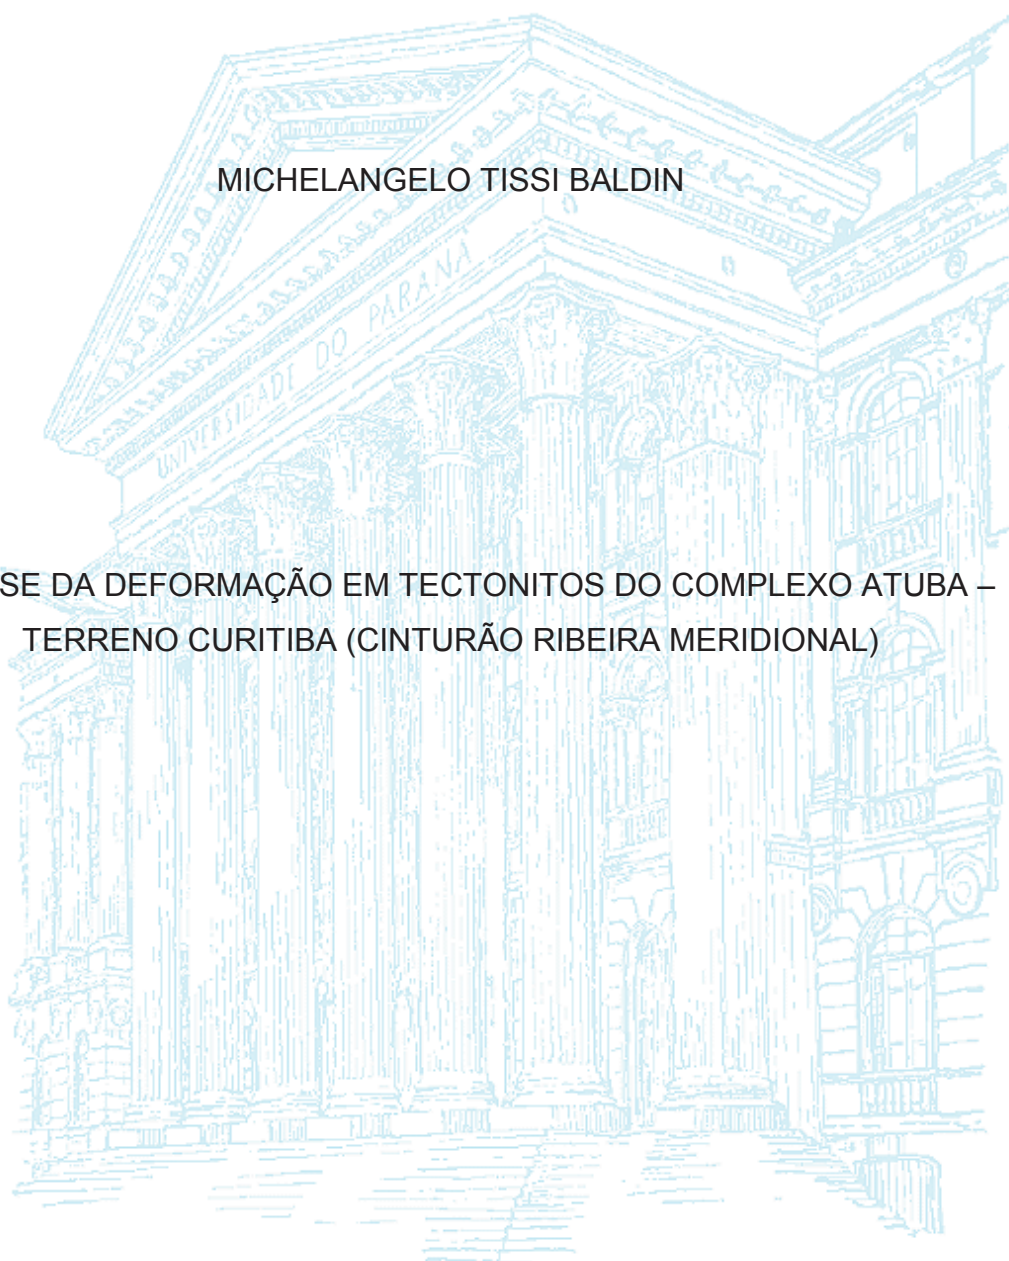 MICHELANGELO TISSI BALDIN
UNIVERSIDADE DO PARANÁ
SE DA DEFORMAÇÃO EM TECTONITOS DO COMPLEXO ATUBA –
TERRENO CURITIBA (CINTURÃO RIBEIRA MERIDIONAL)